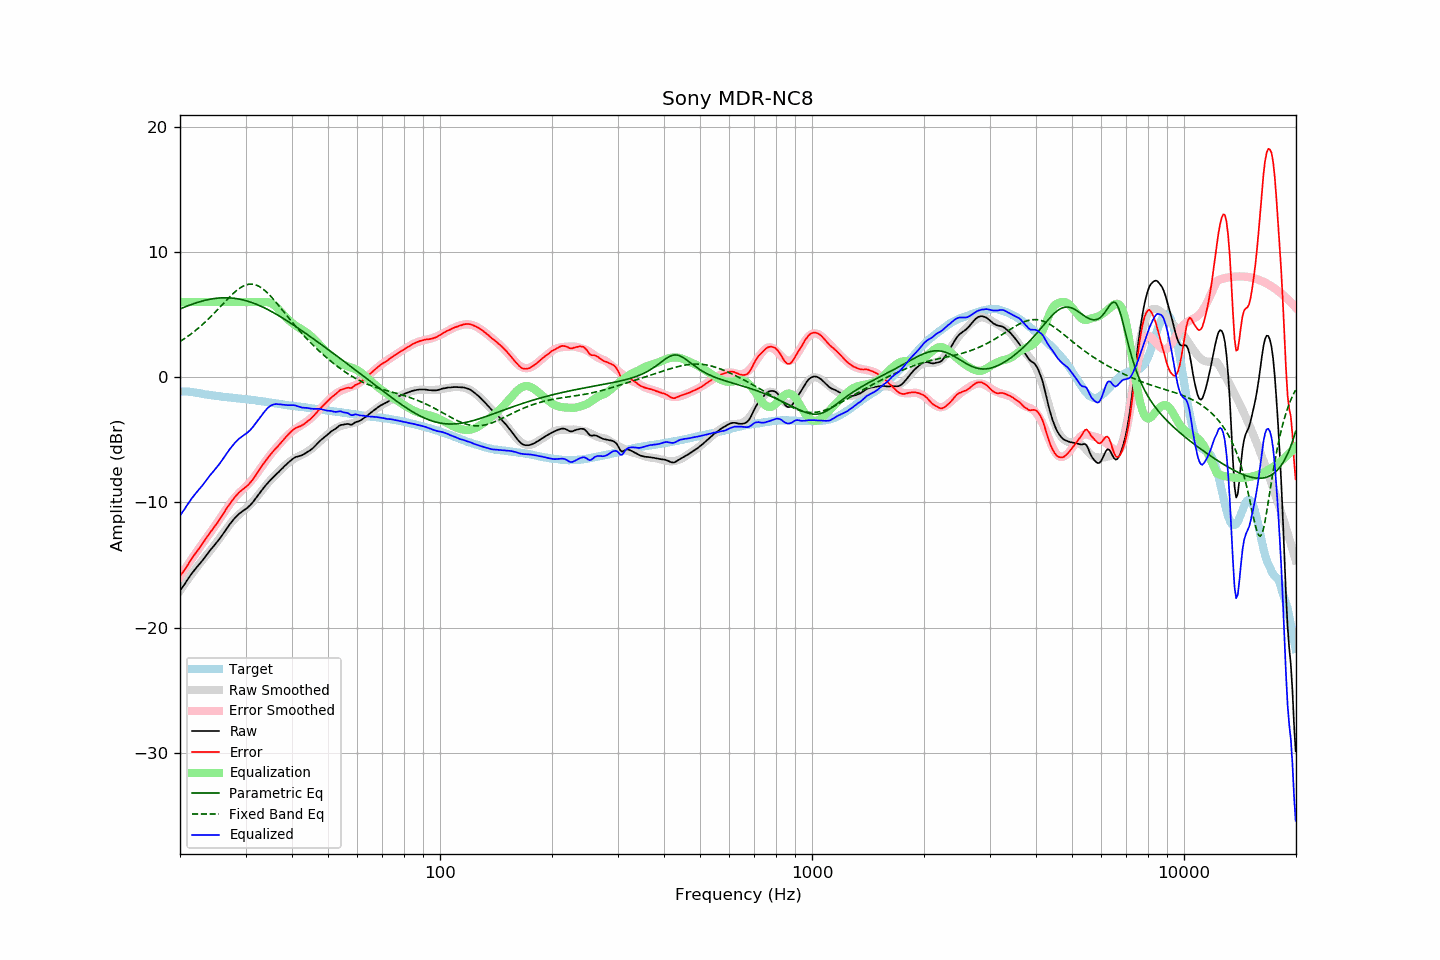 Sony MDR-NC8
20
10
0
−10
−20
−30
Amplitude (dBr)
100
1000
10000
Frequency (Hz)
Target
Raw Smoothed
Error Smoothed
Raw
Error
Equalization
Parametric Eq
Fixed Band Eq
Equalized